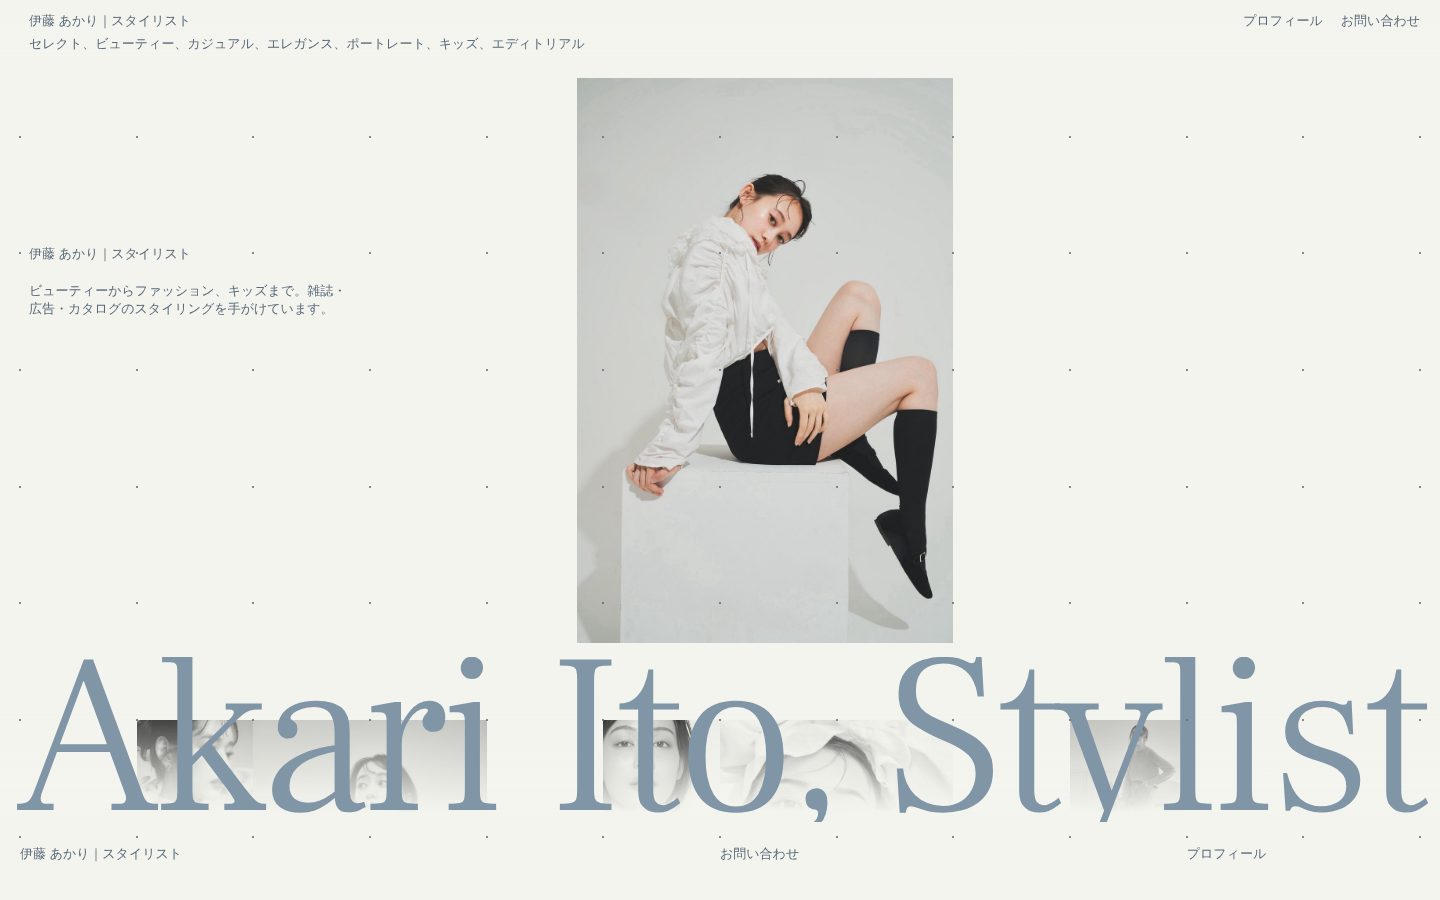 伊藤 あかり｜スタイリスト
プロフィール お問い合わせ
セレクト、ビューティー、カジュアル、エレガンス、ポートレート、キッズ、エディトリアル
伊藤 あかり｜スタイリスト
ビューティーからファッション、キッズまで。雑誌・
広告・カタログのスタイリングを手がけています。
Akari Ito, Stylist
伊藤 あかり｜スタイリスト
お問い合わせ
プロフィール